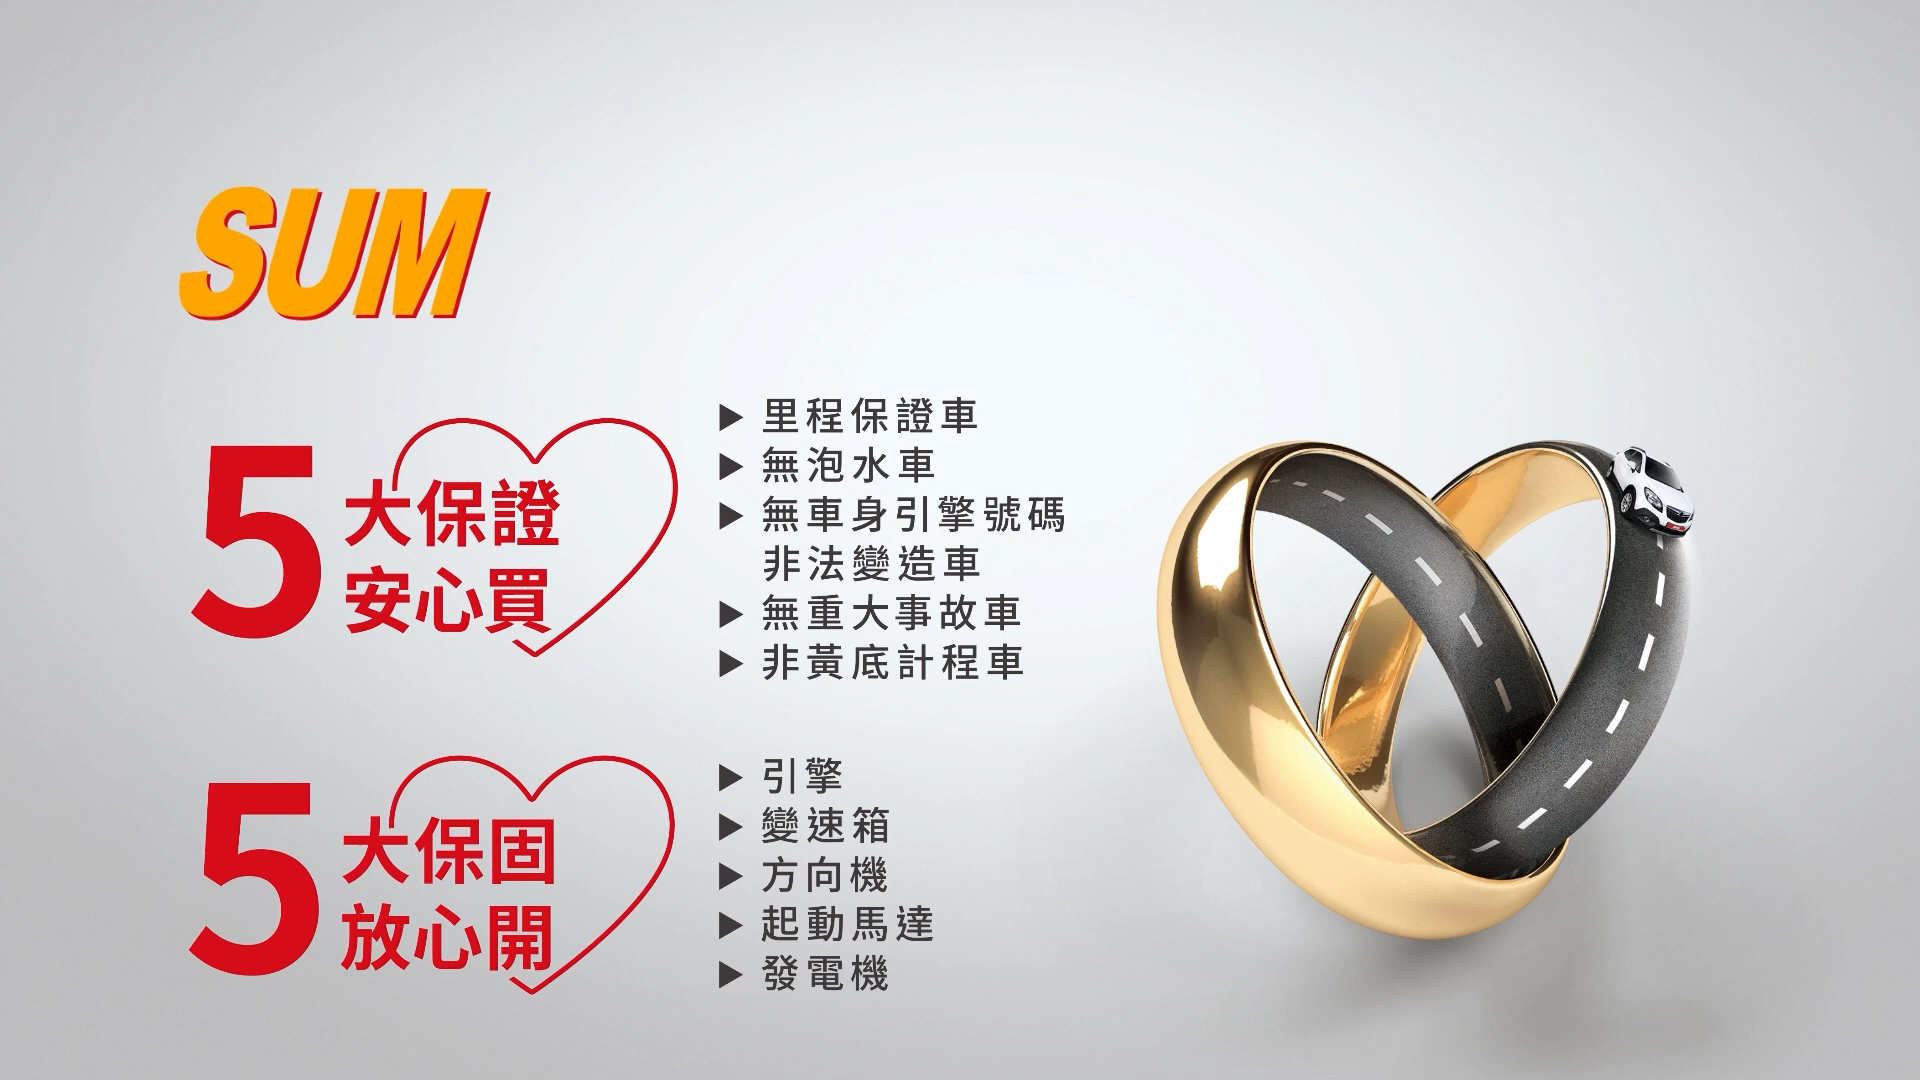 SUM
5大保證
安心買
▶ 里程保證車
▶ 無泡水車
▶ 無車身引擎號碼
非法變造車
▶ 無重大事故車
▶ 非黃底計程車
5大保固
放心開
▶ 引擎
▶ 變速箱
▶ 方向機
▶ 起動馬達
▶ 發電機